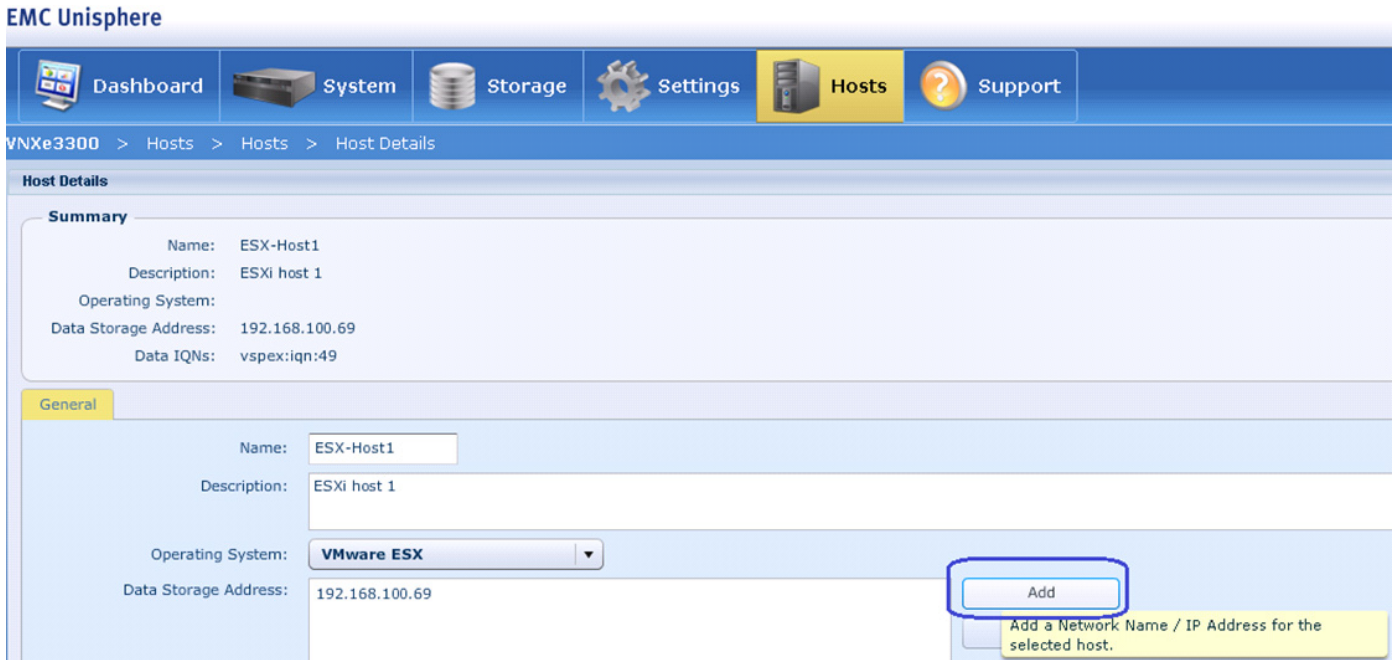 EMC Unisphere
Dashboard System Storage Settings Hosts Support
VNXe3300 > Hosts > Hosts > Host Details
Host Details
Summary
Name: ESX-Host1
Description: ESXi host 1
Operating System:
Data Storage Address: 192.168.100.69
Data IQNs: vspex:iqn:49
General
Name: ESX-Host1
Description: ESXi host 1
Operating System: VMware ESX
Data Storage Address: 192.168.100.69
Add
Add a Network Name / IP Address for the
selected host.